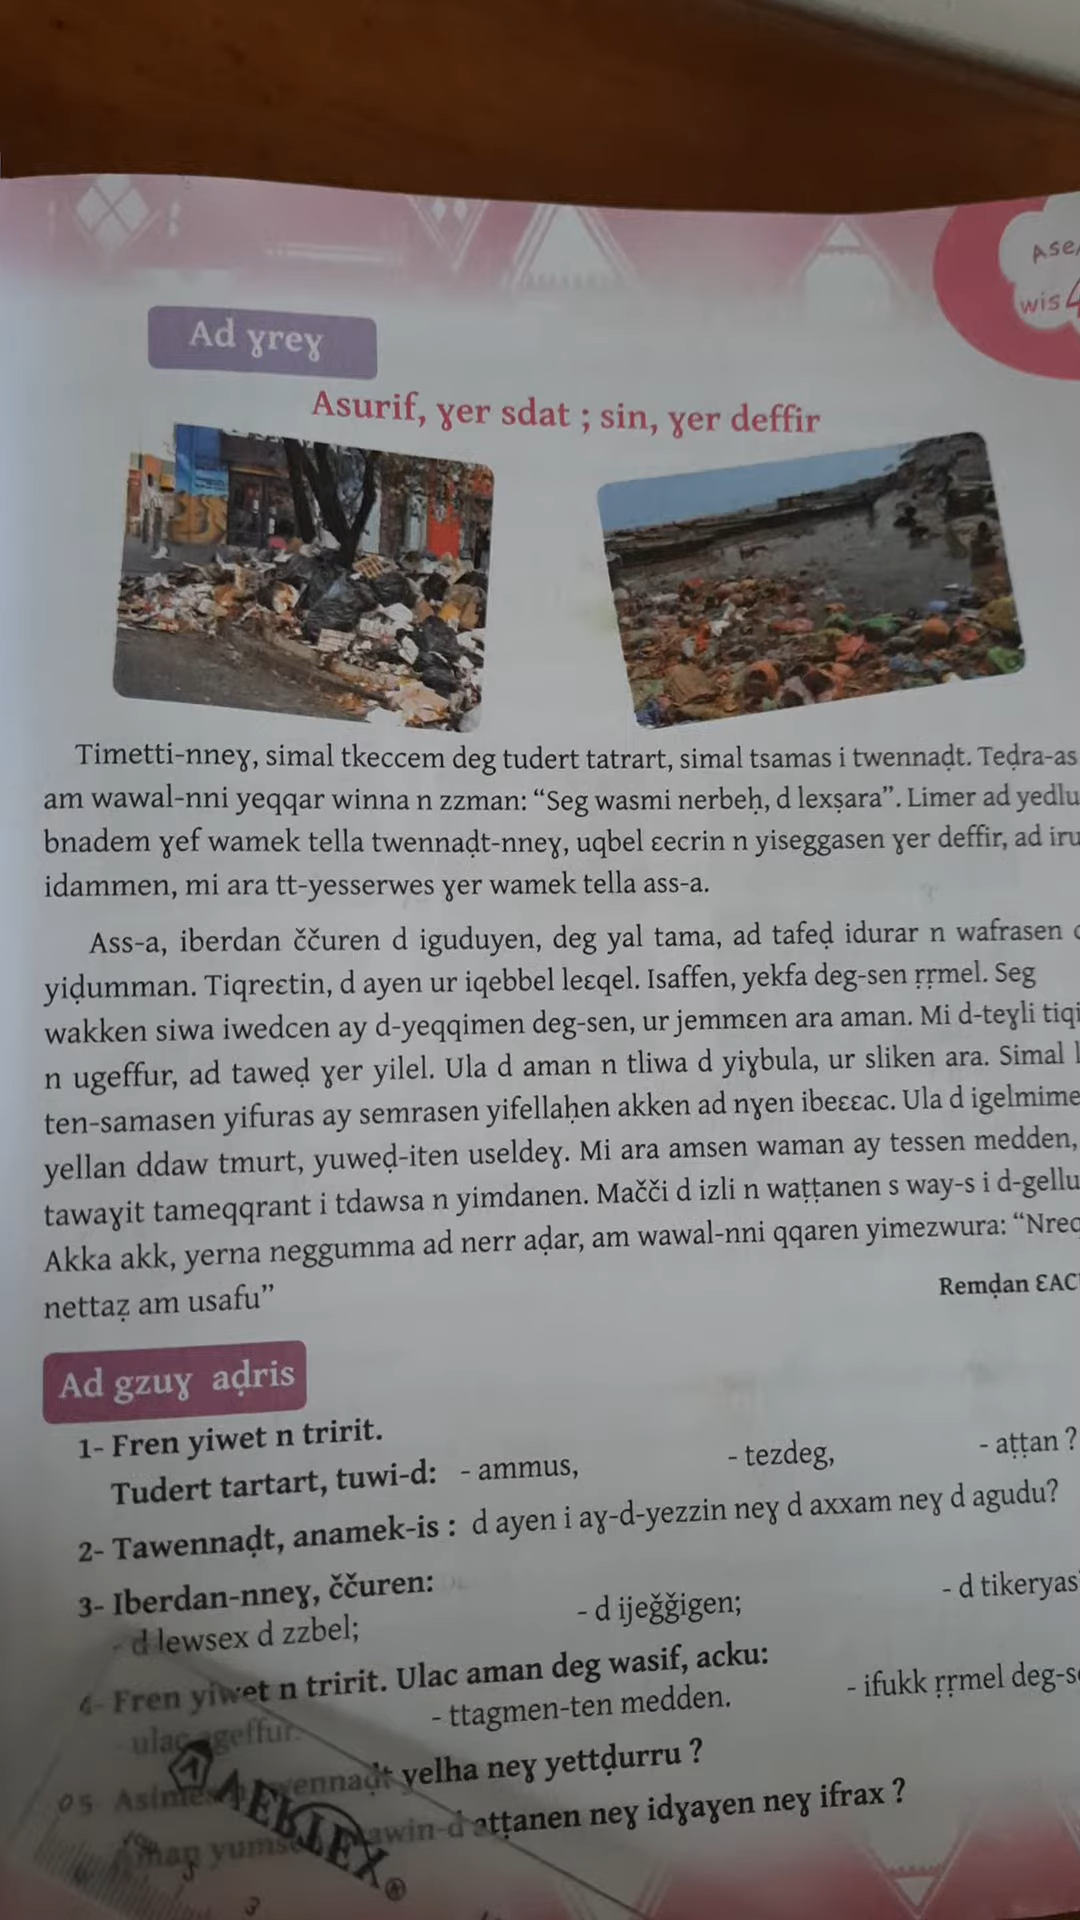 wis 4
Ad ɣreɣ
Asurif, ɣer sdat ; sin, ɣer deffir
Timetti-nneɣ, simal tkeccem deg tudert tatrart, simal tsamas i twennaḍt. Teḍra-as
am wawal-nni yeqqar winna n zzman: “Seg wasmi nerbeḥ, d lexṣara”. Limer ad yedlu
bnadem ɣef wamek tella twennaḍt-nneɣ, uqbel ɛecrin n yiseggasen ɣer deffir, ad iru
idammen, mi ara tt-yesserwes ɣer wamek tella ass-a.
Ass-a, iberdan ččuren d iguduyen, deg yal tama, ad tafeḍ idurar n wafrasen
yiḍumman. Tiqreɛtin, d ayen ur iqebbel leɛqel. Isaffen, yekfa deg-sen ṛṛmel. Seg
wakken siwa iwedcen ay d-yeqqimen deg-sen, ur jemmɛen ara aman. Mi d-teɣli
n ugeffur, ad taweḍ ɣer yilel. Ula d aman n tliwa d yiɣbula, ur sliken ara. Simal
ten-samasen yifuras ay semrasen yifellaḥen akken ad nɣen ibeɛɛac. Ula d
yellan ddaw tmurt, yuweḍ-iten useldeɣ. Mi ara amsen waman ay tessen medden,
tawaɣit tameqqrant i tdawsa n yimdanen. Mačči d izli n waṭṭanen s way-s i
Akka akk, yerna neggumma ad nerr aḍar, am wawal-nni qqaren yimezwura:
nettaẓ am usafu”
Remḍan
Ad gzuɣ aḍris
1- Fren yiwet n tririt.
Tudert tartart, tuwi-d: - ammus, - tezdeg, - aṭṭan ?
2- Tawennaḍt, anamek-is : d ayen i aɣ-d-yezzin neɣ d axxam neɣ d agudu?
3- Iberdan-nneɣ, ččuren:
- d lewsex d zzbel; - d ijeǧǧigen; - d
4- Fren yiwet n tririt. Ulac aman deg wasif, acku:
ulac ageffur. - ttagmen-ten medden. - ifukk ṛṛmel
yelha neɣ yettḍurru ?
aṭṭanen neɣ idɣaɣen neɣ ifrax ?
VERTEX®
3